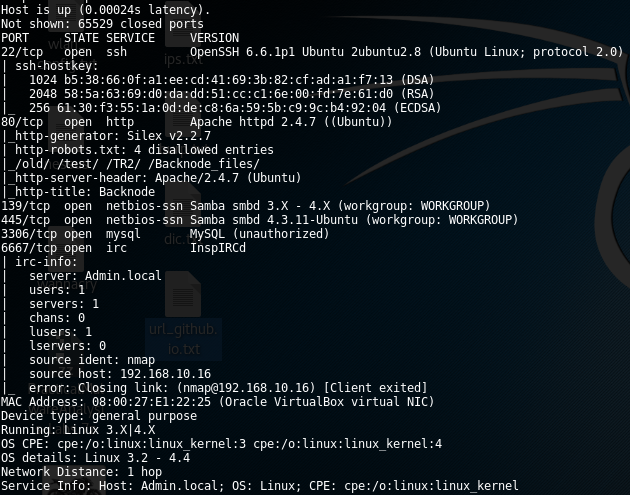 Host is up (0.00024s latency).
Not shown: 65529 closed ports
PORT     STATE SERVICE     VERSION
22/tcp   open  ssh         OpenSSH 6.6.1p1 Ubuntu 2ubuntu2.8 (Ubuntu Linux; protocol 2.0)
| ssh-hostkey:
|   1024 b5:38:66:0f:a1:ee:cd:41:69:3b:82:cf:ad:a1:f7:13 (DSA)
|   2048 58:5a:63:69:d0:da:dd:51:cc:c1:6e:00:fd:7e:61:d0 (RSA)
|_  256 61:30:f3:55:1a:0d:de:c8:6a:59:5b:c9:9c:b4:92:04 (ECDSA)
80/tcp   open  http        Apache httpd 2.4.7 ((Ubuntu))
|_http-generator: Silex v2.2.7
| http-robots.txt: 4 disallowed entries
|_/old/ /test/ /TR2/ /Backnode_files/
|_http-server-header: Apache/2.4.7 (Ubuntu)
|_http-title: Backnode
139/tcp  open  netbios-ssn Samba smbd 3.X - 4.X (workgroup: WORKGROUP)
445/tcp  open  netbios-ssn Samba smbd 4.3.11-Ubuntu (workgroup: WORKGROUP)
3306/tcp open  mysql       MySQL (unauthorized)
6667/tcp open  irc         InspIRCd
| irc-info:
|   server: Admin.local
|   users: 1
|   servers: 1
|   chans: 0
|   lusers: 1
|   lservers: 0
|   source ident: nmap
|   source host: 192.168.10.16
|_  error: Closing link: (nmap@192.168.10.16) [Client exited]
MAC Address: 08:00:27:E1:22:25 (Oracle VirtualBox virtual NIC)
Device type: general purpose
Running: Linux 3.X|4.X
OS CPE: cpe:/o:linux:linux_kernel:3 cpe:/o:linux:linux_kernel:4
OS details: Linux 3.2 - 4.4
Network Distance: 1 hop
Service Info: Host: Admin.local; OS: Linux; CPE: cpe:/o:linux:linux_kernel
ips.txt
url_github.
io.txt